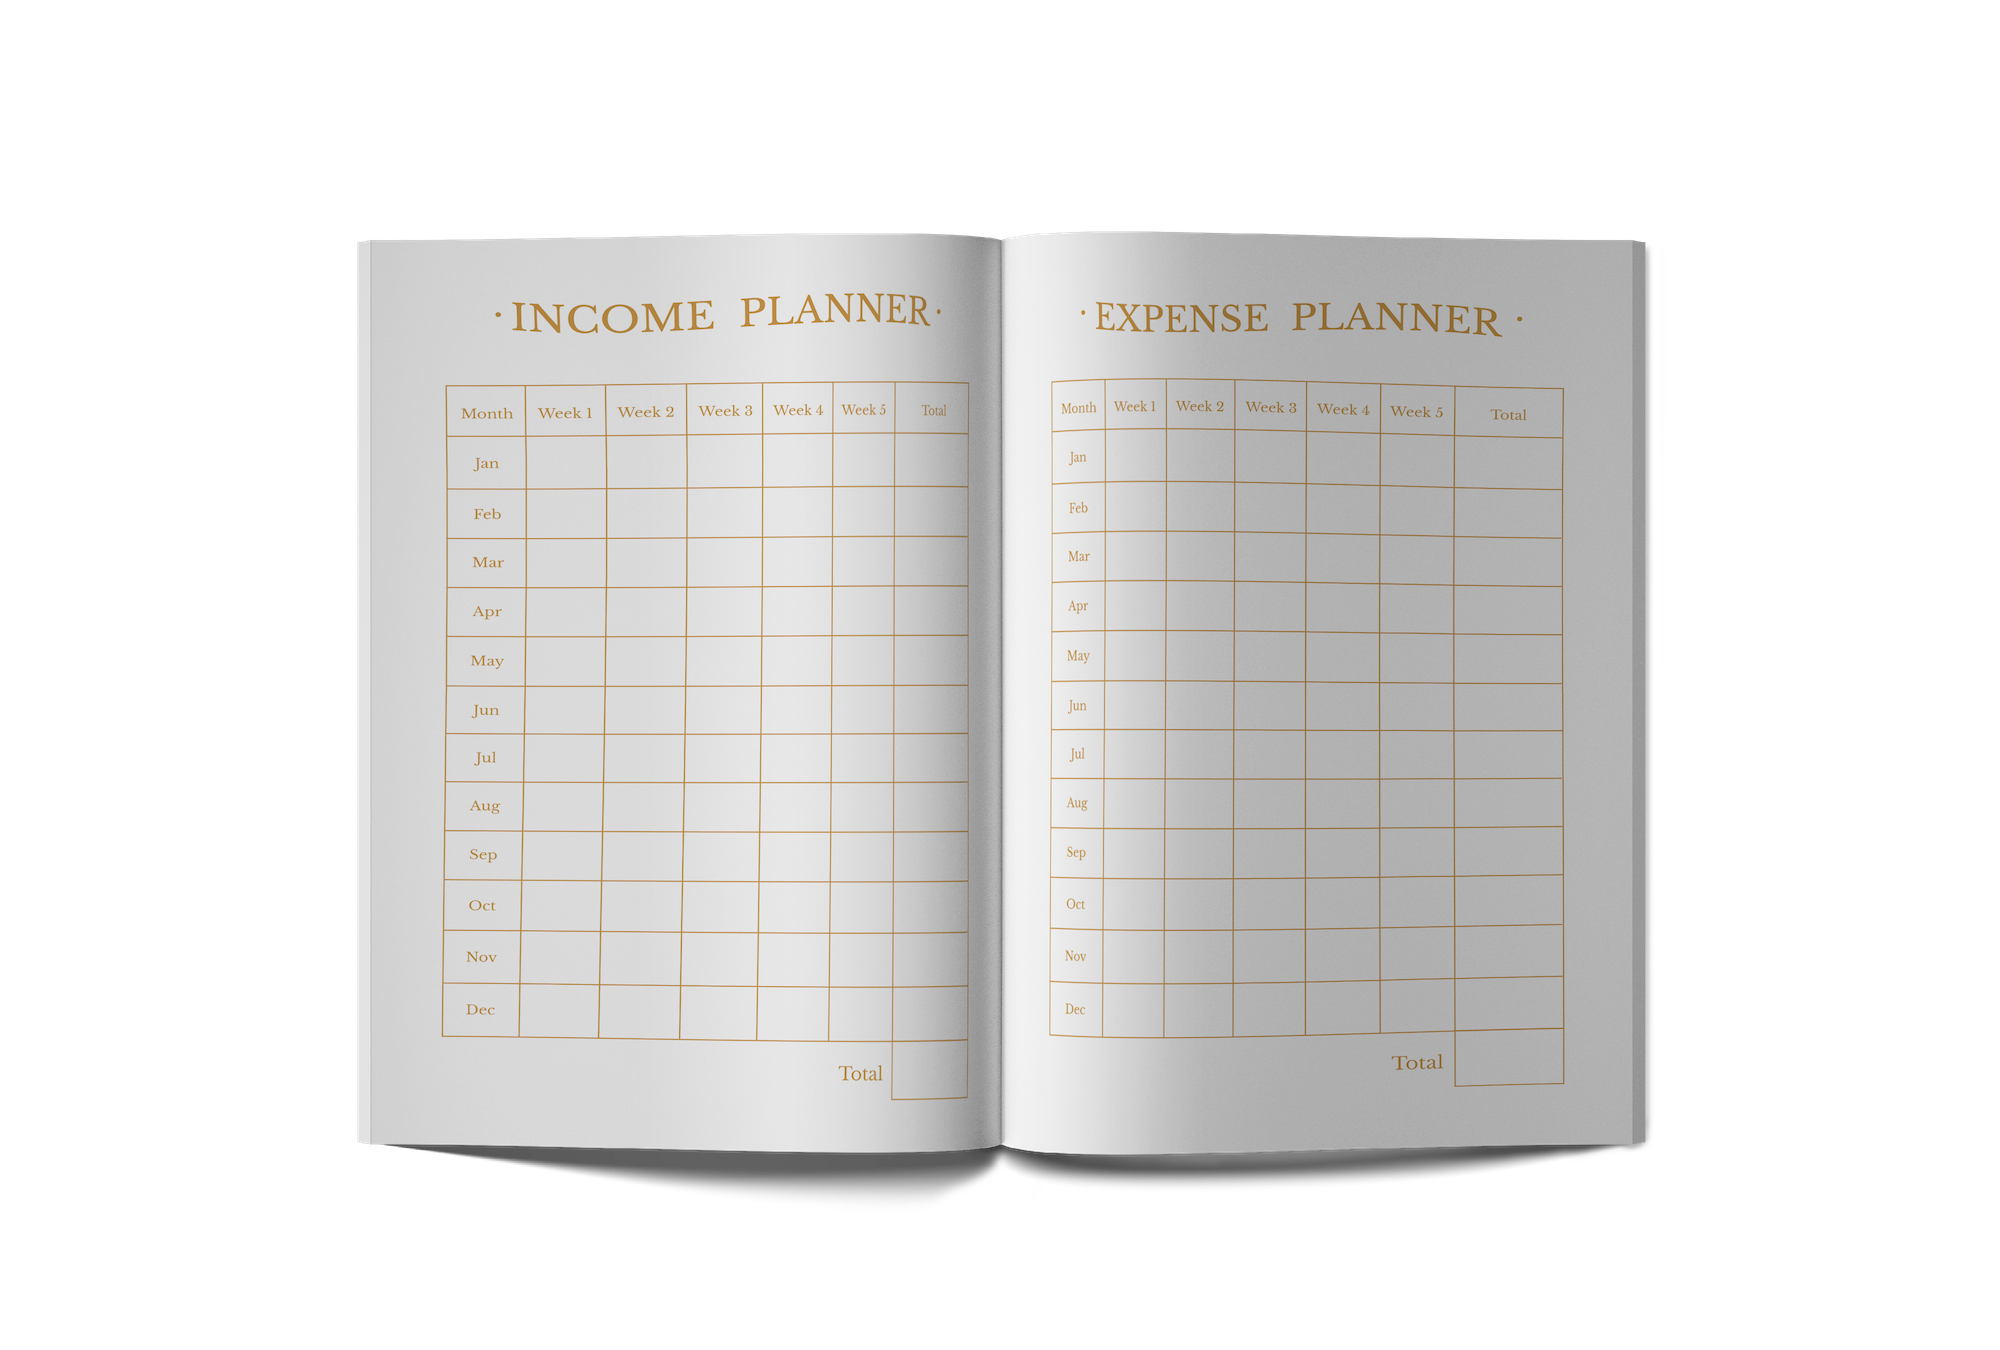 · INCOME PLANNER ·
Month Week 1 Week 2 Week 3 Week 4 Week 5 Total
Jan
Feb
Mar
Apr
May
Jun
Jul
Aug
Sep
Oct
Nov
Dec
Total
· EXPENSE PLANNER ·
Month Week 1 Week 2 Week 3 Week 4 Week 5 Total
Jan
Feb
Mar
Apr
May
Jun
Jul
Aug
Sep
Oct
Nov
Dec
Total